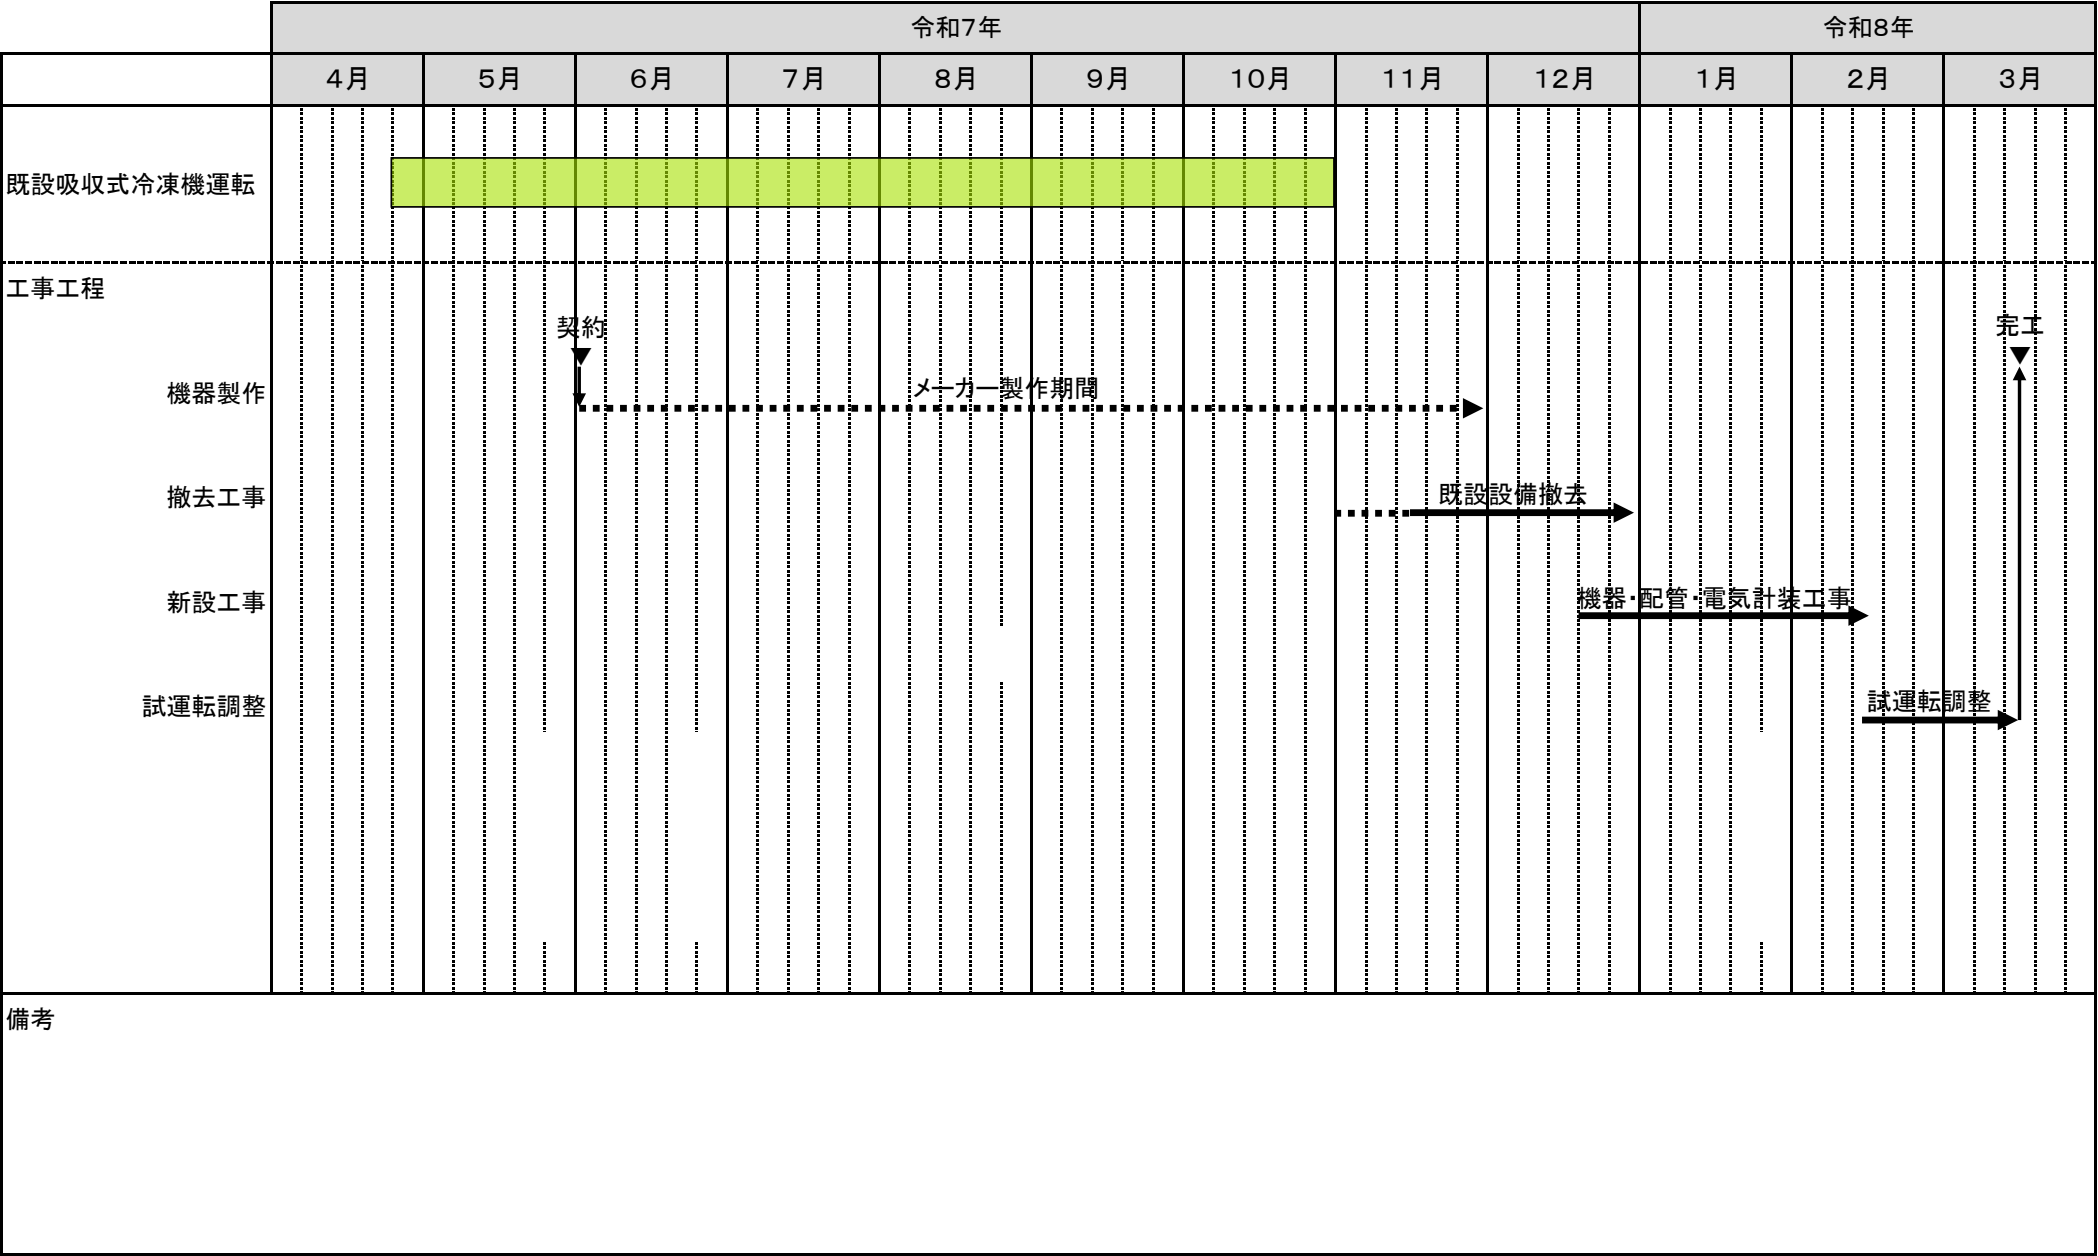 令和7年 令和8年
4月 5月 6月 7月 8月 9月 10月 11月 12月 1月 2月 3月
既設吸収式冷凍機運転
工事工程
契約 完工
機器製作 メーカー製作期間
撤去工事 既設設備撤去
新設工事 機器・配管・電気計装工事
試運転調整 試運転調整
備考